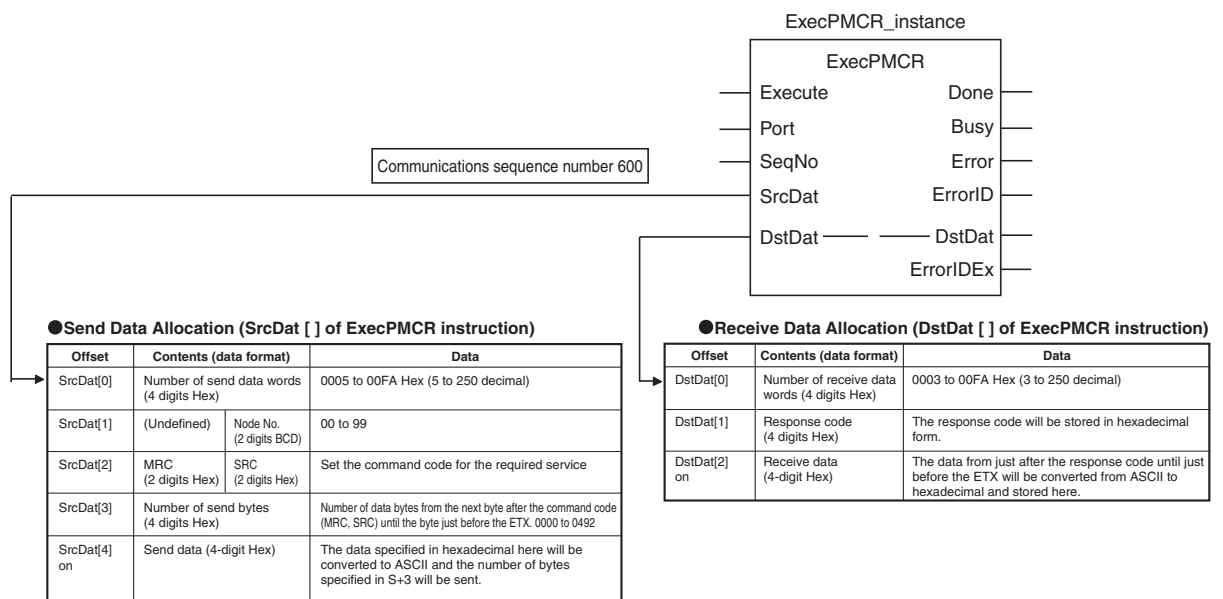 ExecPMCR_instance
ExecPMCR
Execute Done
Port Busy
SeqNo Error
SrcDat ErrorID
DstDat DstDat
ErrorIDEx
Communications sequence number 600
●Send Data Allocation (SrcDat [ ] of ExecPMCR instruction)
Offset Contents (data format) Data
SrcDat[0] Number of send data words 0005 to 00FA Hex (5 to 250 decimal)
(4 digits Hex)
SrcDat[1] (Undefined) Node No. 00 to 99
(2 digits BCD)
SrcDat[2] MRC SRC Set the command code for the required service
(2 digits Hex) (2 digits Hex)
SrcDat[3] Number of send bytes Number of data bytes from the next byte after the command code
(4 digits Hex) (MRC, SRC) until the byte just before the ETX. 0000 to 0492
SrcDat[4] Send data (4-digit Hex) The data specified in hexadecimal here will be
on converted to ASCII and the number of bytes
specified in S+3 will be sent.
●Receive Data Allocation (DstDat [ ] of ExecPMCR instruction)
Offset Contents (data format) Data
DstDat[0] Number of receive data 0003 to 00FA Hex (3 to 250 decimal)
words (4 digits Hex)
DstDat[1] Response code The response code will be stored in hexadecimal
(4 digits Hex) form.
DstDat[2] Receive data The data from just after the response code until just
on (4-digit Hex) before the ETX will be converted from ASCII to
hexadecimal and stored here.